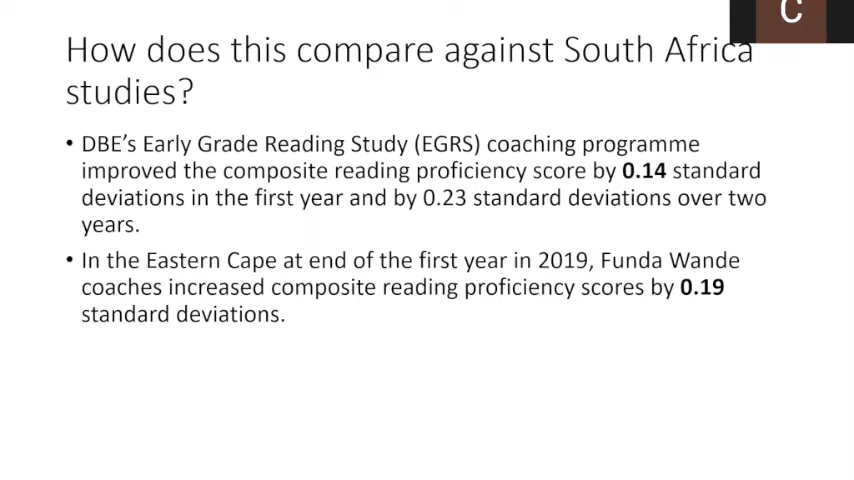 C
How does this compare against South Africa
studies?
• DBE’s Early Grade Reading Study (EGRS) coaching programme
improved the composite reading proficiency score by 0.14 standard
deviations in the first year and by 0.23 standard deviations over two
years.
• In the Eastern Cape at end of the first year in 2019, Funda Wande
coaches increased composite reading proficiency scores by 0.19
standard deviations.